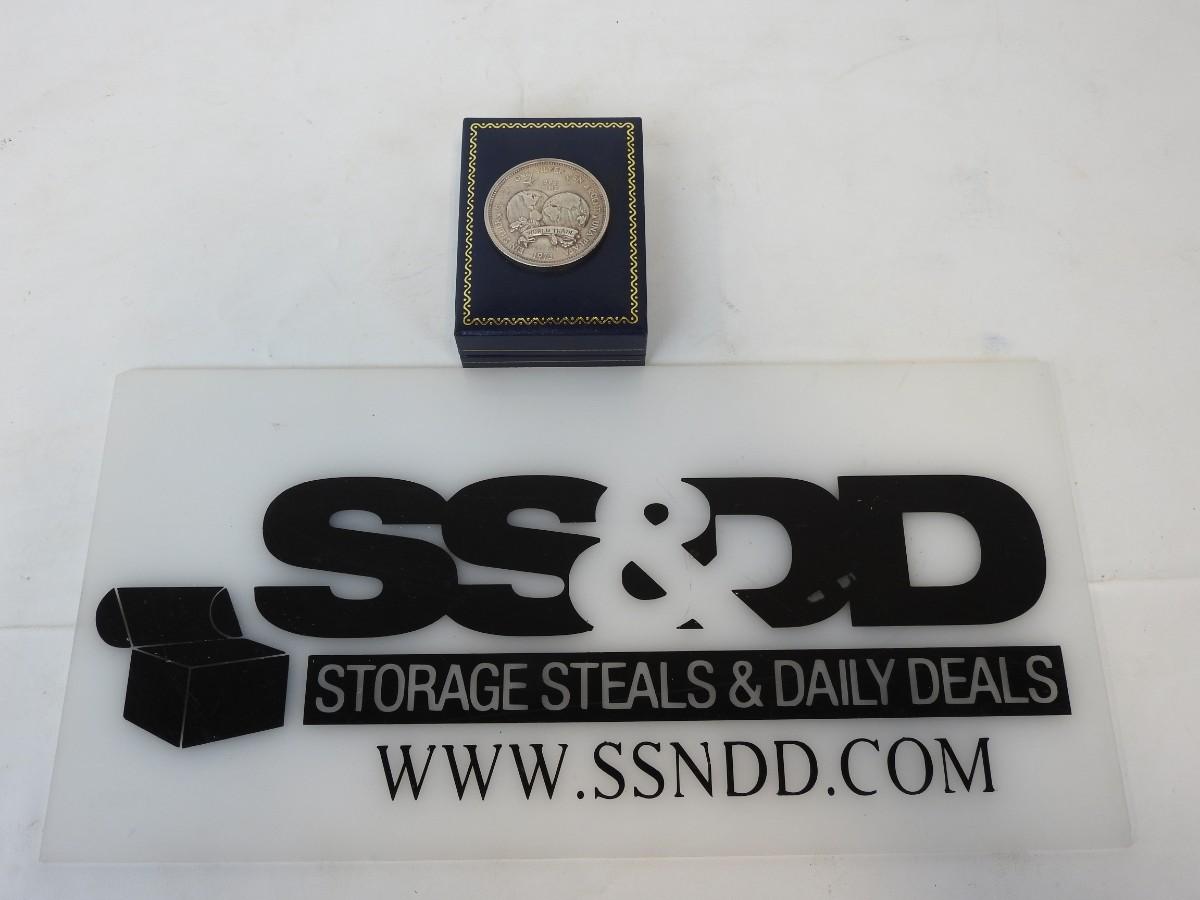 WORLD TRADE
SS&DD
STORAGE STEALS & DAILY DEALS
WWW.SSNDD.COM